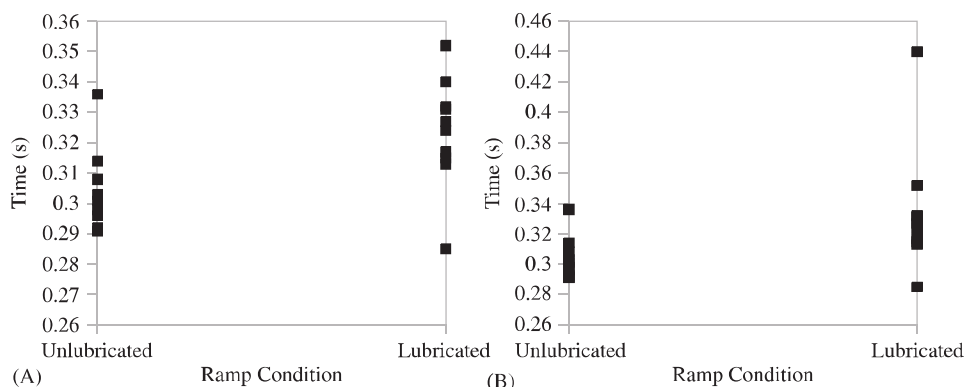 0.36
0.35
0.34
0.33
0.32
0.31
0.3
0.29
0.28
0.27
0.26
Time (s)
Unlubricated
Lubricated
Ramp Condition
(A)
0.46
0.44
0.4
0.38
0.36
0.34
0.32
0.3
0.28
0.26
Time (s)
Unlubricated
Lubricated
Ramp Condition
(B)